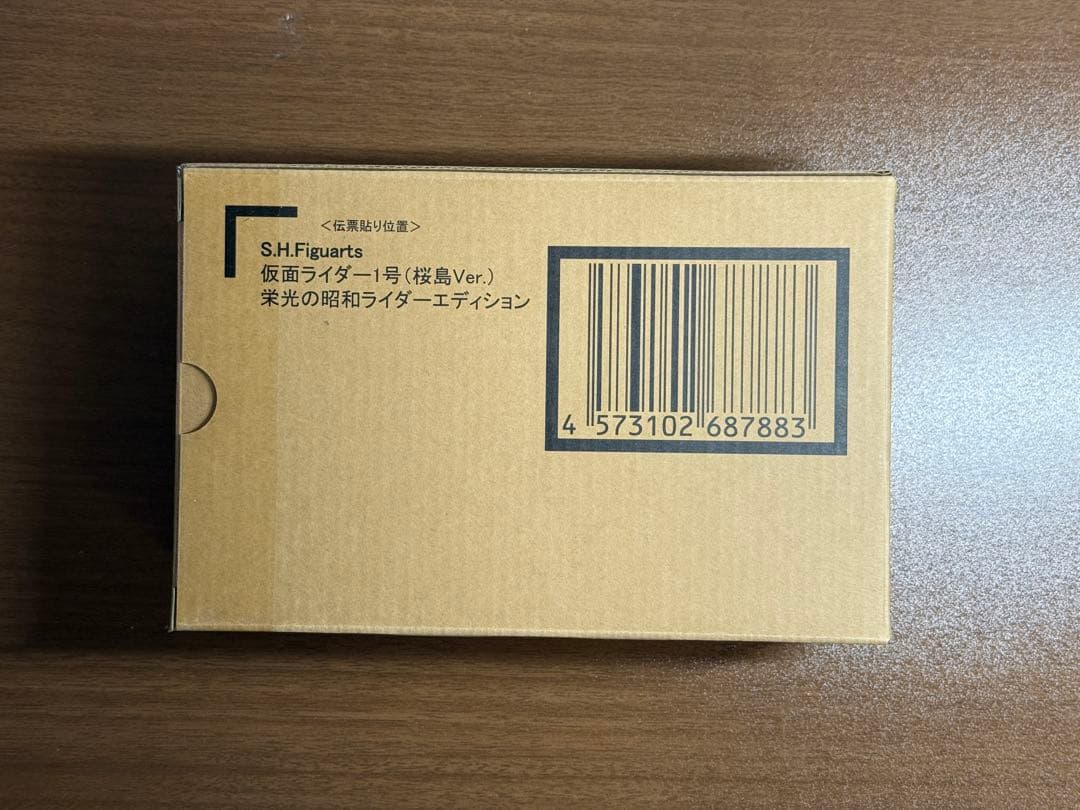 ＜伝票貼り位置＞
S.H.Figuarts
仮面ライダー1号（桜島Ver.）
栄光の昭和ライダーエディション
4 573102 687883